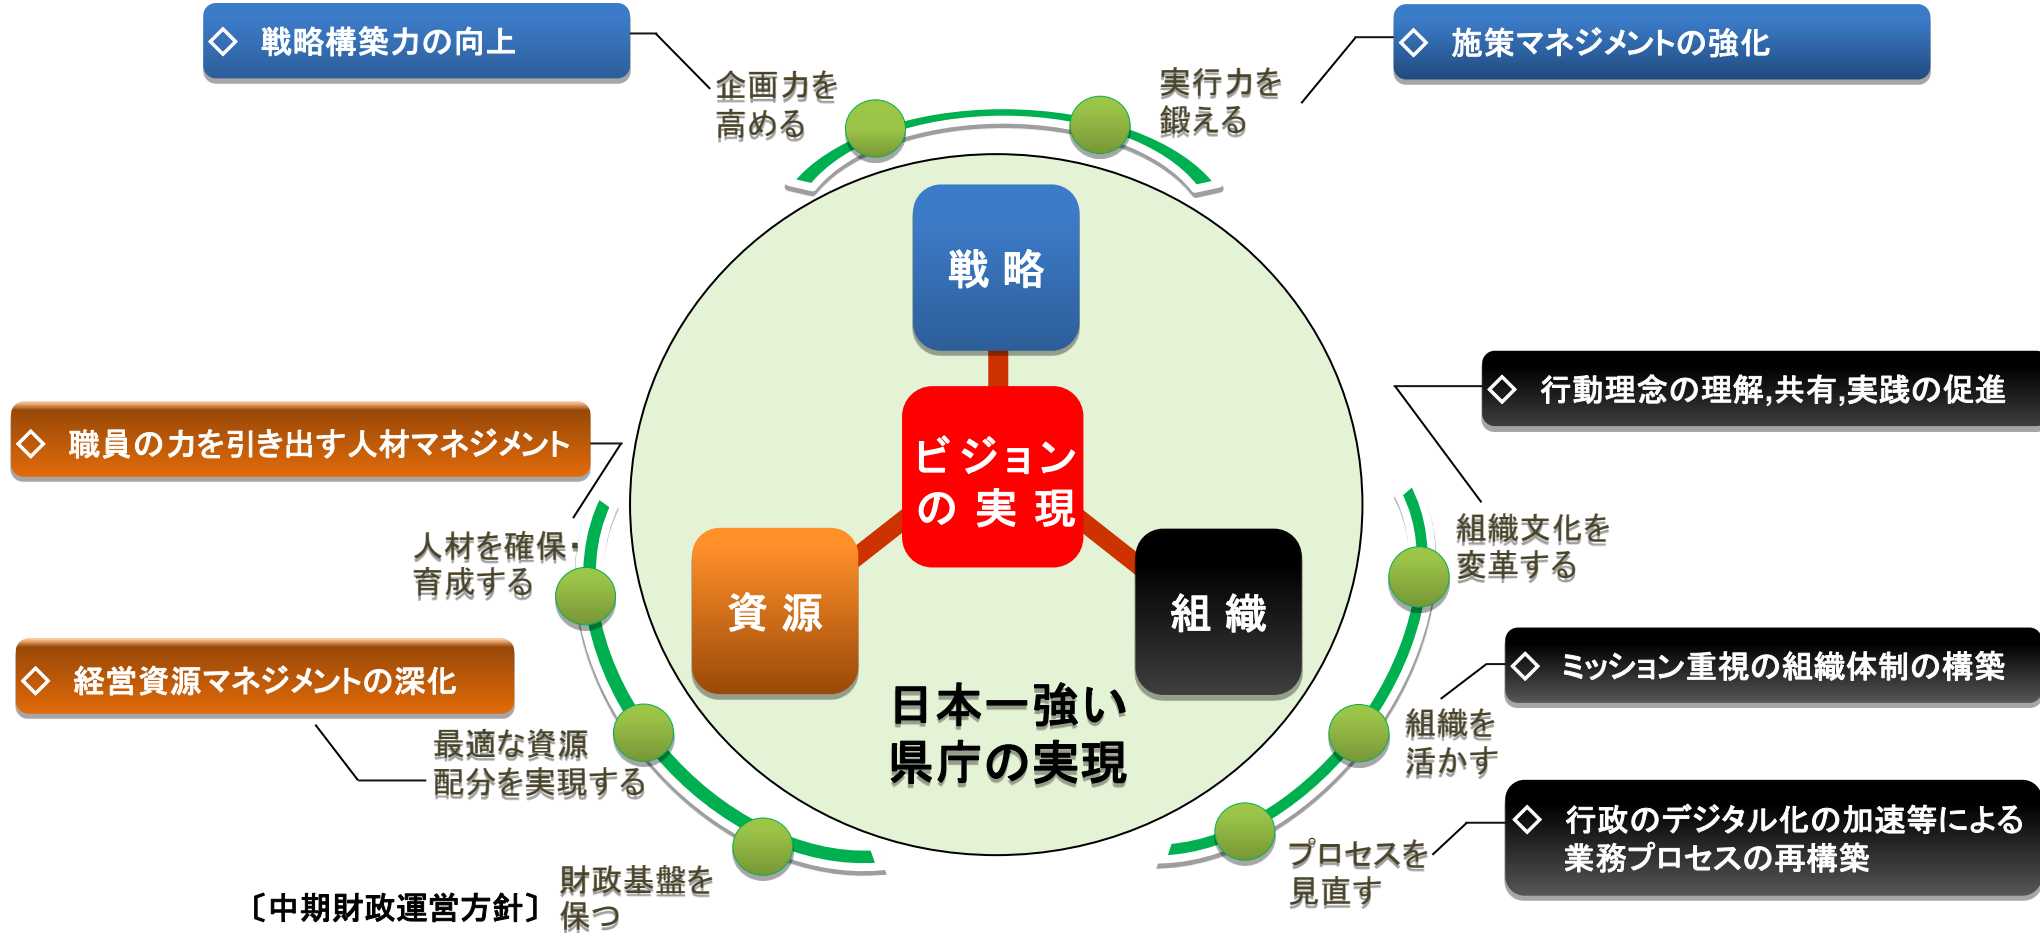 ◇ 戦略構築力の向上
◇ 施策マネジメントの強化
企画力を
高める
実行力を
鍛える
戦略
◇ 行動理念の理解,共有,実践の促進
◇ 職員の力を引き出す人材マネジメント
ビジョン
の実現
人材を確保・
育成する
組織文化を
変革する
資源
組織
◇ 経営資源マネジメントの深化
◇ ミッション重視の組織体制の構築
日本一強い
県庁の実現
最適な資源
配分を実現する
組織を
活かす
◇ 行政のデジタル化の加速等による
業務プロセスの再構築
プロセスを
見直す
財政基盤を
保つ
〔中期財政運営方針〕